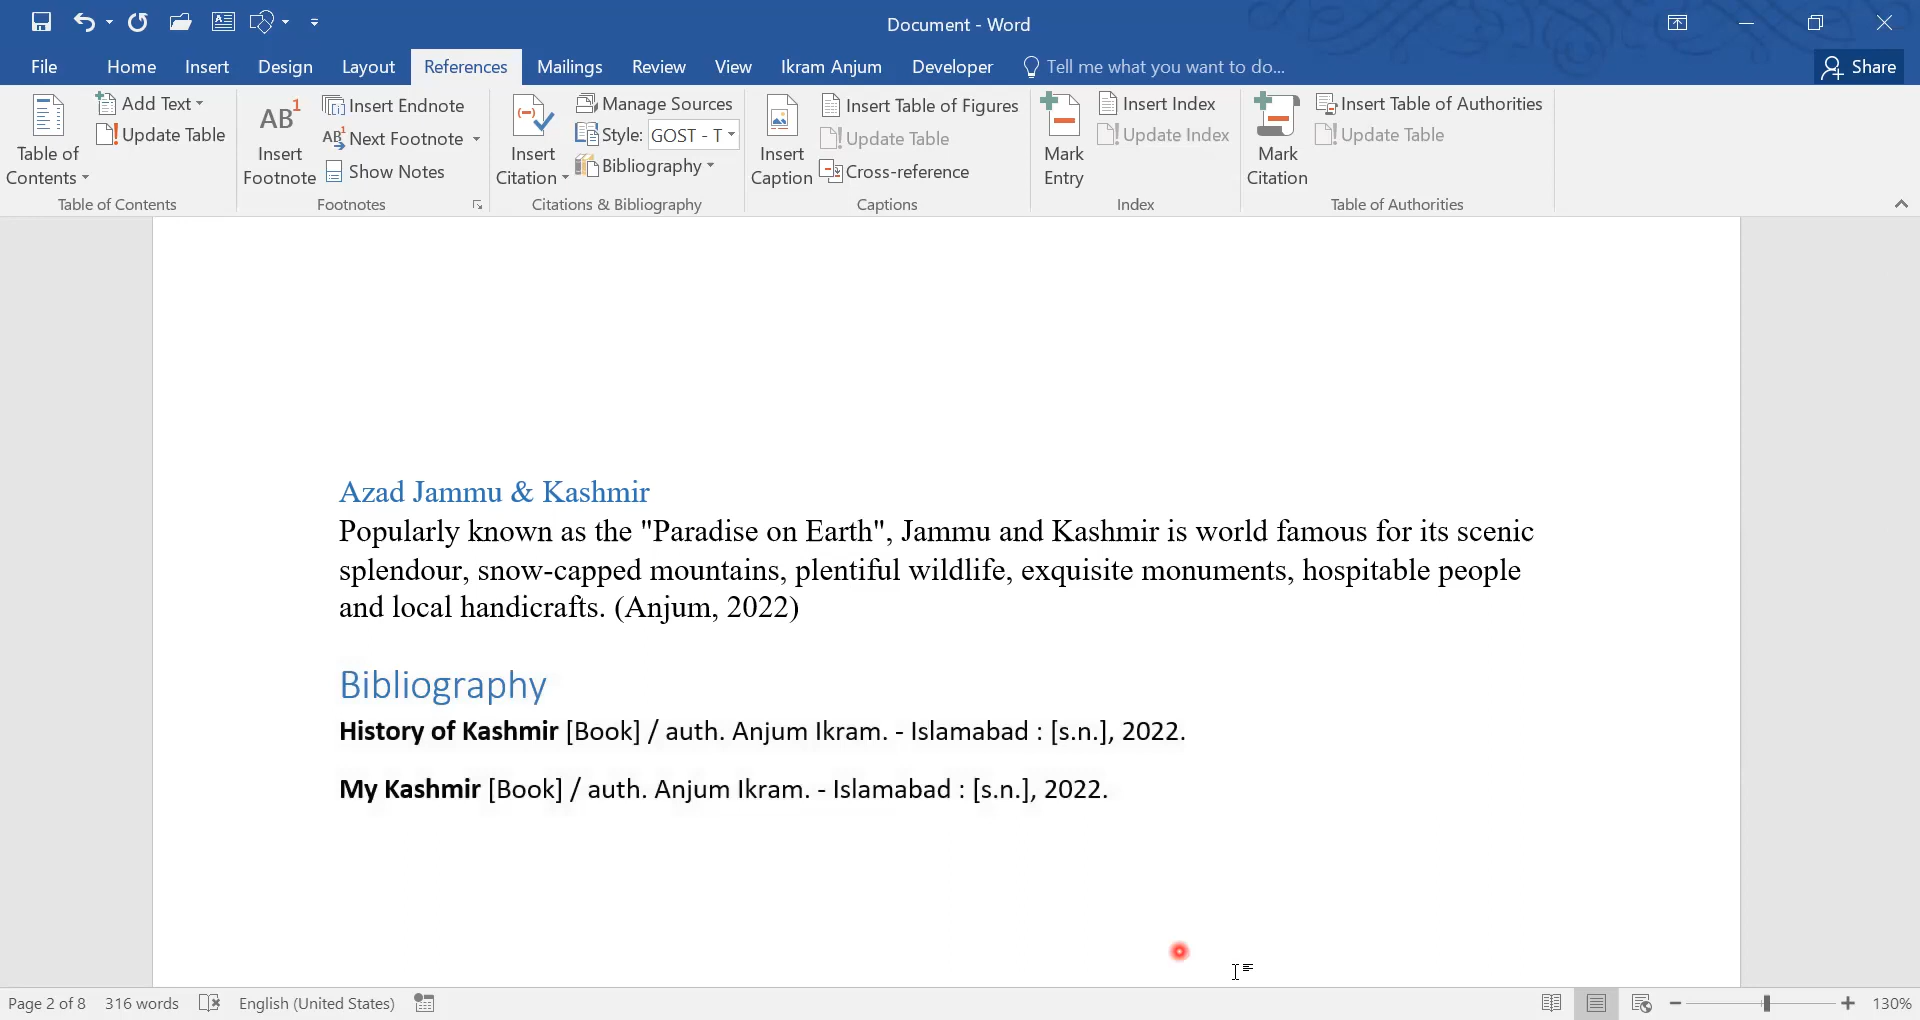 Document - Word
File Home Insert Design Layout References Mailings Review View Ikram Anjum Developer Tell me what you want to do... Share
Table of Contents
Add Text
Update Table
Table of Contents
AB1 Insert Footnote
Insert Endnote
AB1 Next Footnote
Show Notes
Footnotes
Insert Citation
Manage Sources
Style: GOST - T
Bibliography
Citations & Bibliography
Insert Caption
Insert Table of Figures
Update Table
Cross-reference
Captions
Mark Entry
Insert Index
Update Index
Index
Mark Citation
Insert Table of Authorities
Update Table
Table of Authorities
Azad Jammu & Kashmir
Popularly known as the "Paradise on Earth", Jammu and Kashmir is world famous for its scenic
splendour, snow-capped mountains, plentiful wildlife, exquisite monuments, hospitable people
and local handicrafts. (Anjum, 2022)
Bibliography
History of Kashmir [Book] / auth. Anjum Ikram. - Islamabad : [s.n.], 2022.
My Kashmir [Book] / auth. Anjum Ikram. - Islamabad : [s.n.], 2022.
Page 2 of 8 316 words English (United States) 130%